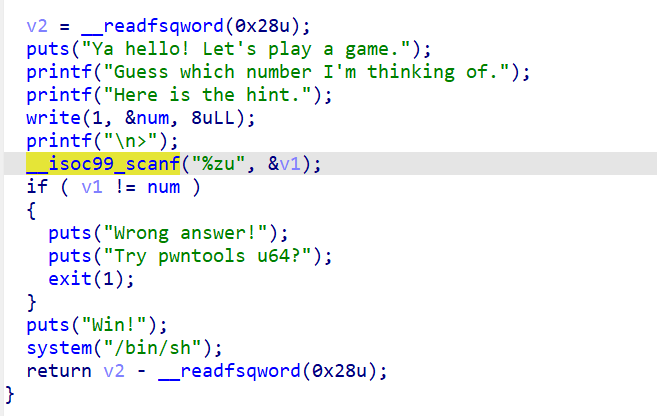 v2 = __readfsqword(0x28u);
puts("Ya hello! Let's play a game.");
printf("Guess which number I'm thinking of.");
printf("Here is the hint.");
write(1, &num, 8uLL);
printf("\n>");
__isoc99_scanf("%zu", &v1);
if ( v1 != num )
{
puts("Wrong answer!");
puts("Try pwntools u64?");
exit(1);
}
puts("Win!");
system("/bin/sh");
return v2 - __readfsqword(0x28u);
}